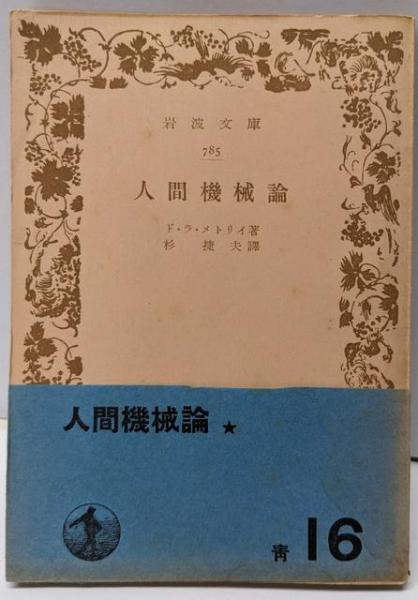 岩波文庫
785
人間機械論
ド・ラ・メトリイ著
杉捷夫譯
人間機械論 ★
青 16